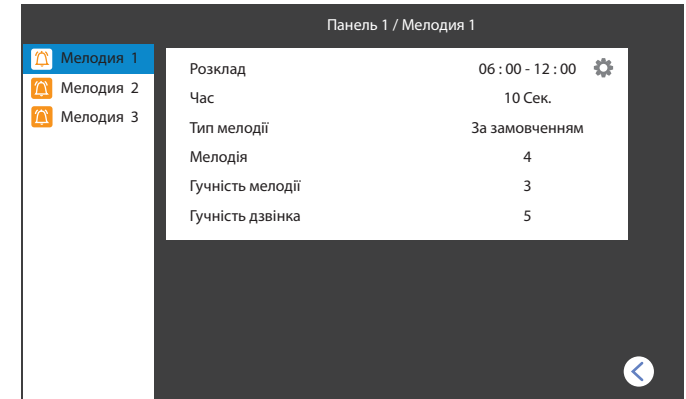 Панель 1 / Мелодия 1
Мелодия 1
Мелодия 2
Мелодия 3
Розклад 06 : 00 - 12 : 00
Час 10 Сек.
Тип мелодії За замовченням
Мелодія 4
Гучність мелодії 3
Гучність дзвінка 5